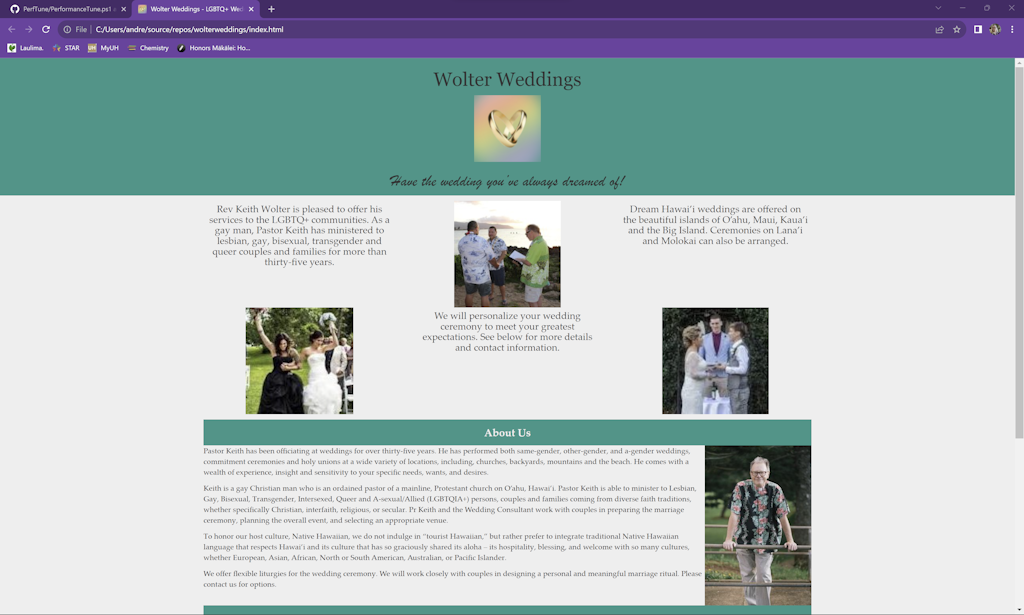 PerfTune/PerformanceTune.ps1
Wolter Weddings - LGBTQ+ Wed
File
C:/Users/andre/source/repos/wolterweddings/index.html
Laulima.
STAR
MyUH
Chemistry
Honors Mākālei: Ho...
Wolter Weddings
Have the wedding you've always dreamed of!
Rev Keith Wolter is pleased to offer his
services to the LGBTQ+ communities. As a
gay man, Pastor Keith has ministered to
lesbian, gay, bisexual, transgender and
queer couples and families for more than
thirty-five years.
Dream Hawai'i weddings are offered on
the beautiful islands of O'ahu, Maui, Kaua'i
and the Big Island. Ceremonies on Lana'i
and Molokai can also be arranged.
We will personalize your wedding
ceremony to meet your greatest
expectations. See below for more details
and contact information.
About Us
Pastor Keith has been officiating at weddings for over thirty-five years. He has performed both same-gender, other-gender, and a-gender weddings,
commitment ceremonies and holy unions at a wide variety of locations, including, churches, backyards, mountains and the beach. He comes with a
wealth of experience, insight and sensitivity to your specific needs, wants, and desires.
Keith is a gay Christian man who is an ordained pastor of a mainline, Protestant church on O'ahu, Hawai'i. Pastor Keith is able to minister to Lesbian,
Gay, Bisexual, Transgender, Intersexed, Queer and A-sexual/Allied (LGBTQIA+) persons, couples and families coming from diverse faith traditions,
whether specifically Christian, interfaith, religious, or secular. Pr Keith and the Wedding Consultant work with couples in preparing the marriage
ceremony, planning the overall event, and selecting an appropriate venue.
To honor our host culture, Native Hawaiian, we do not indulge in "tourist Hawaiian," but rather prefer to integrate traditional Native Hawaiian
language that respects Hawai'i and its culture that has so graciously shared its aloha - its hospitality, blessing, and welcome with so many cultures,
whether European, Asian, African, North or South American, Australian, or Pacific Islander.
We offer flexible liturgies for the wedding ceremony. We will work closely with couples in designing a personal and meaningful marriage ritual. Please
contact us for options.